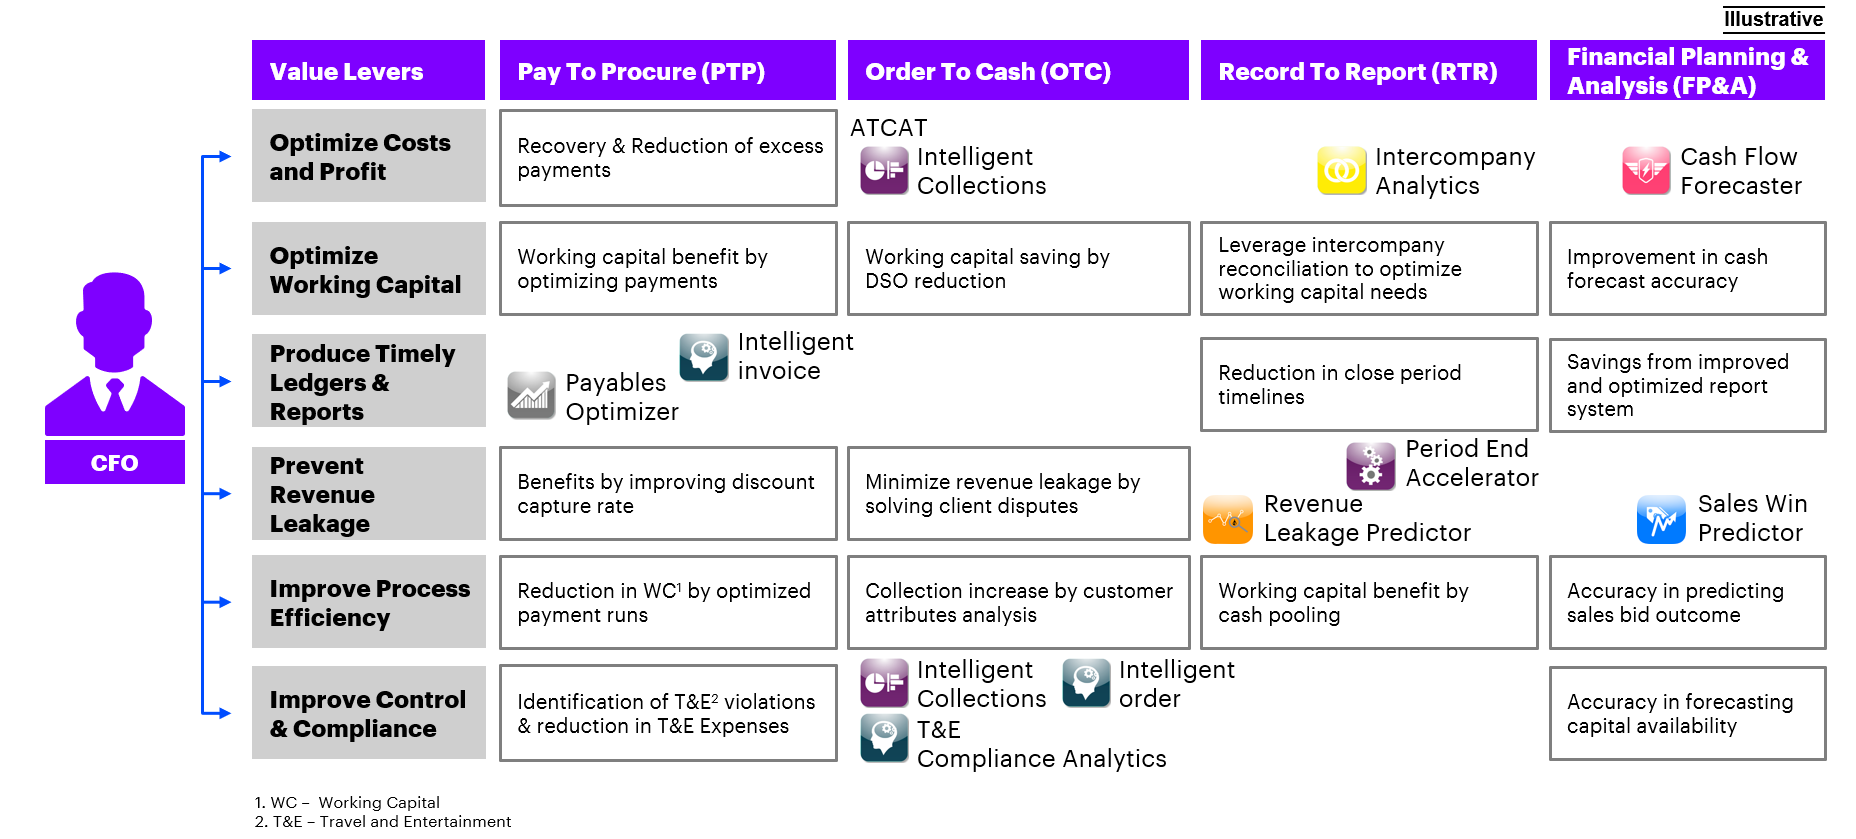 Illustrative
Value Levers
Pay To Procure (PTP)
Order To Cash (OTC)
Record To Report (RTR)
Financial Planning &
Analysis (FP&A)
Optimize Costs
and Profit
Recovery & Reduction of excess
payments
ATCAT
Intelligent
Collections
Intercompany
Analytics
Cash Flow
Forecaster
Optimize
Working Capital
Working capital benefit by
optimizing payments
Working capital saving by
DSO reduction
Leverage intercompany
reconciliation to optimize
working capital needs
Improvement in cash
forecast accuracy
Produce Timely
Ledgers &
Reports
Payables
Optimizer
Intelligent
invoice
Reduction in close period
timelines
Savings from improved
and optimized report
system
CFO
Prevent
Revenue
Leakage
Benefits by improving discount
capture rate
Minimize revenue leakage by
solving client disputes
Period End
Accelerator
Revenue
Leakage Predictor
Sales Win
Predictor
Improve Process
Efficiency
Reduction in WC¹ by optimized
payment runs
Collection increase by customer
attributes analysis
Working capital benefit by
cash pooling
Accuracy in predicting
sales bid outcome
Improve Control
& Compliance
Identification of T&E² violations
& reduction in T&E Expenses
Intelligent
Collections
Intelligent
order
T&E
Compliance Analytics
Accuracy in forecasting
capital availability
1. WC – Working Capital
2. T&E – Travel and Entertainment